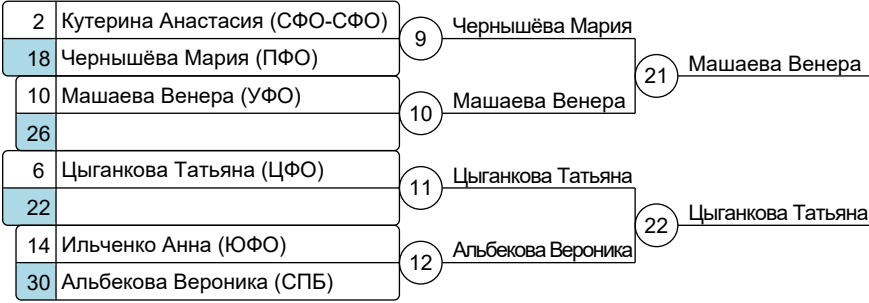 2 Кутерина Анастасия (СФО-СФО)
9 Чернышёва Мария
18 Чернышёва Мария (ПФО)
21 Машаева Венера
10 Машаева Венера (УФО)
10 Машаева Венера
26
6 Цыганкова Татьяна (ЦФО)
11 Цыганкова Татьяна
22
22 Цыганкова Татьяна
14 Ильченко Анна (ЮФО)
12 Альбекова Вероника
30 Альбекова Вероника (СПБ)